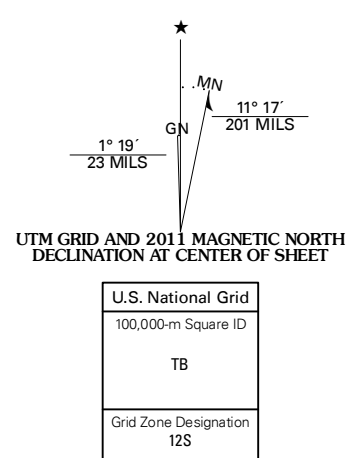 MN
11° 17´
201 MILS
GN
1° 19´
23 MILS
UTM GRID AND 2011 MAGNETIC NORTH
DECLINATION AT CENTER OF SHEET
U.S. National Grid
100,000-m Square ID
TB
Grid Zone Designation
12S